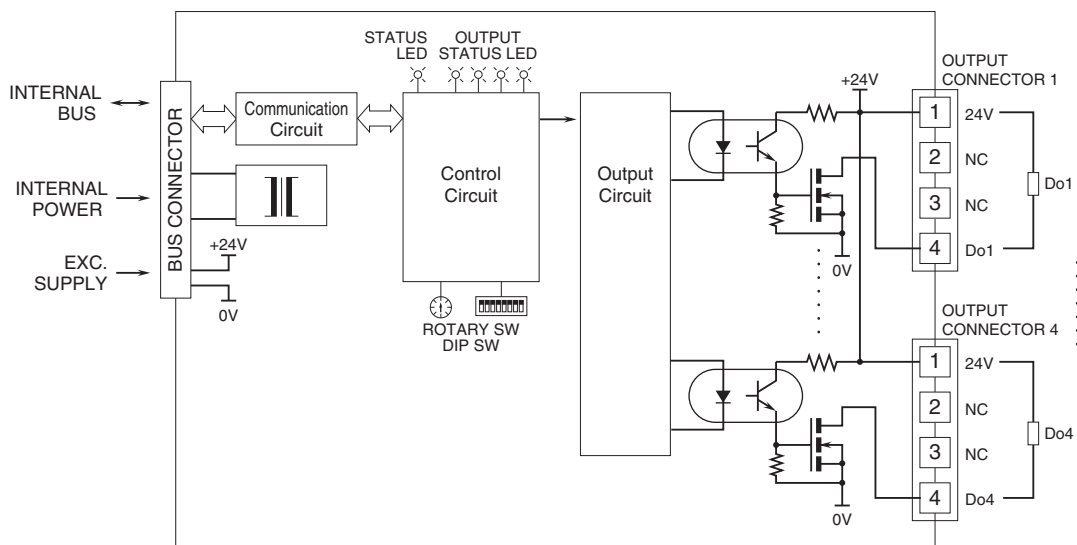 STATUS
LED
OUTPUT
STATUS LED
OUTPUT
CONNECTOR 1
INTERNAL
BUS
INTERNAL
POWER
EXC.
SUPPLY
BUS CONNECTOR
Communication
Circuit
+24V
0V
Control
Circuit
ROTARY SW
DIP SW
Output
Circuit
+24V
0V
1 24V
2 NC
3 NC
4 Do1
Do1
OUTPUT
CONNECTOR 4
0V
1 24V
2 NC
3 NC
4 Do4
Do4